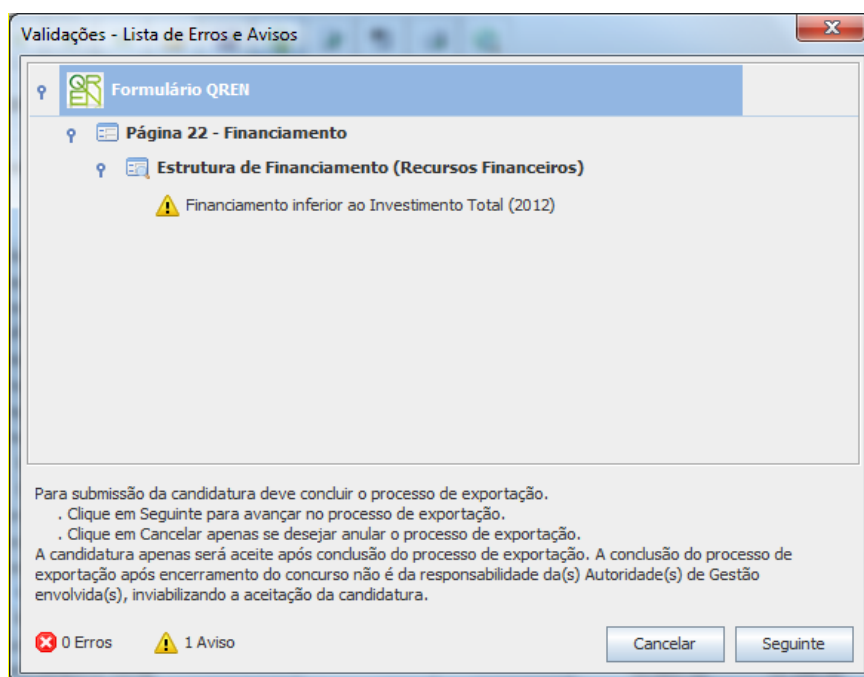 Validações - Lista de Erros e Avisos
QREN
Formulário QREN
Página 22 - Financiamento
Estrutura de Financiamento (Recursos Financeiros)
Financiamento inferior ao Investimento Total (2012)
Para submissão da candidatura deve concluir o processo de exportação.
. Clique em Seguinte para avançar no processo de exportação.
. Clique em Cancelar apenas se desejar anular o processo de exportação.
A candidatura apenas será aceite após conclusão do processo de exportação. A conclusão do processo de
exportação após encerramento do concurso não é da responsabilidade da(s) Autoridade(s) de Gestão
envolvida(s), inviabilizando a aceitação da candidatura.
0 Erros 1 Aviso Cancelar Seguinte